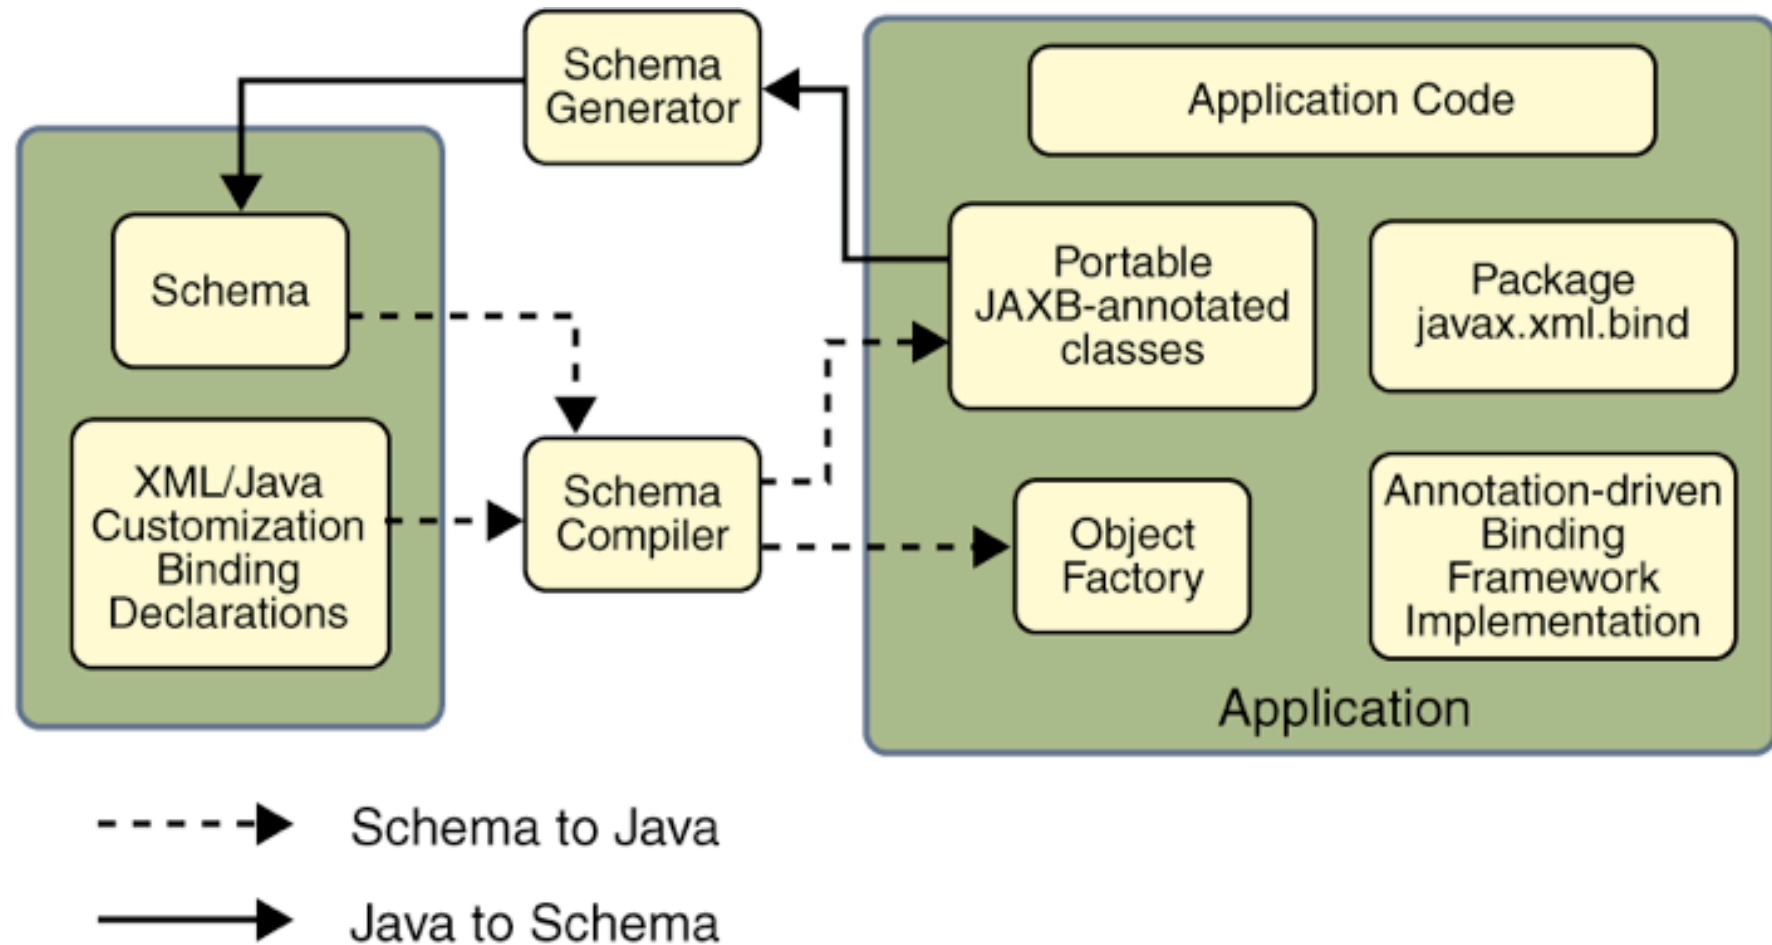 Schema
Generator
Application Code
Schema
Portable
JAXB-annotated
classes
Package
javax.xml.bind
XML/Java
Customization
Binding
Declarations
Schema
Compiler
Object
Factory
Annotation-driven
Binding
Framework
Implementation
Application
Schema to Java
Java to Schema